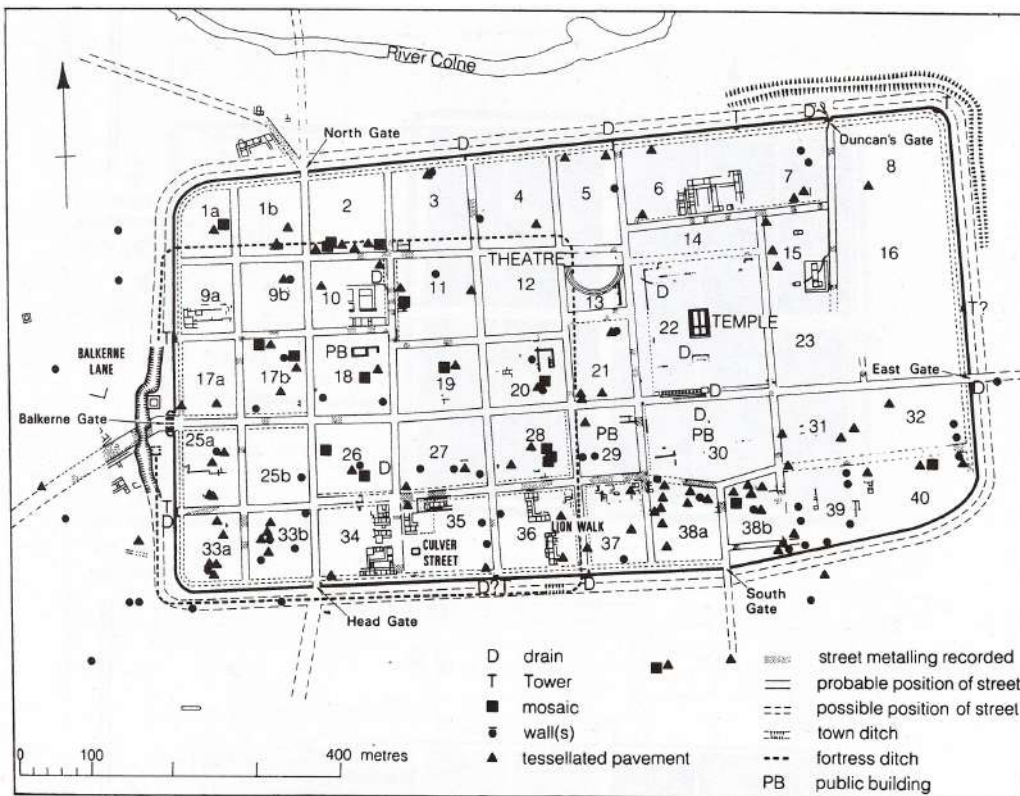 River Colne
North Gate
D
D
T
D
T
Duncan's Gate
1a
1b
2
3
4
5
6
7
8
THEATRE
14
15
16
9a
9b
10
D
11
12
13
D
22
TEMPLE
23
T?
T
BALKERNE
LANE
PB
17a
17b
18
19
20
21
D
D
East Gate
D
Balkerne Gate
25a
25b
26
D
27
28
PB
29
D
PB
30
31
32
T
D
33a
33b
34
35
CULVER
STREET
36
LION WALK
37
38a
38b
39
40
D?T
D
Head Gate
South
Gate
D drain
T Tower
mosaic
wall(s)
tessellated pavement
street metalling recorded
probable position of street
possible position of street
town ditch
fortress ditch
PB public building
0 100 400 metres